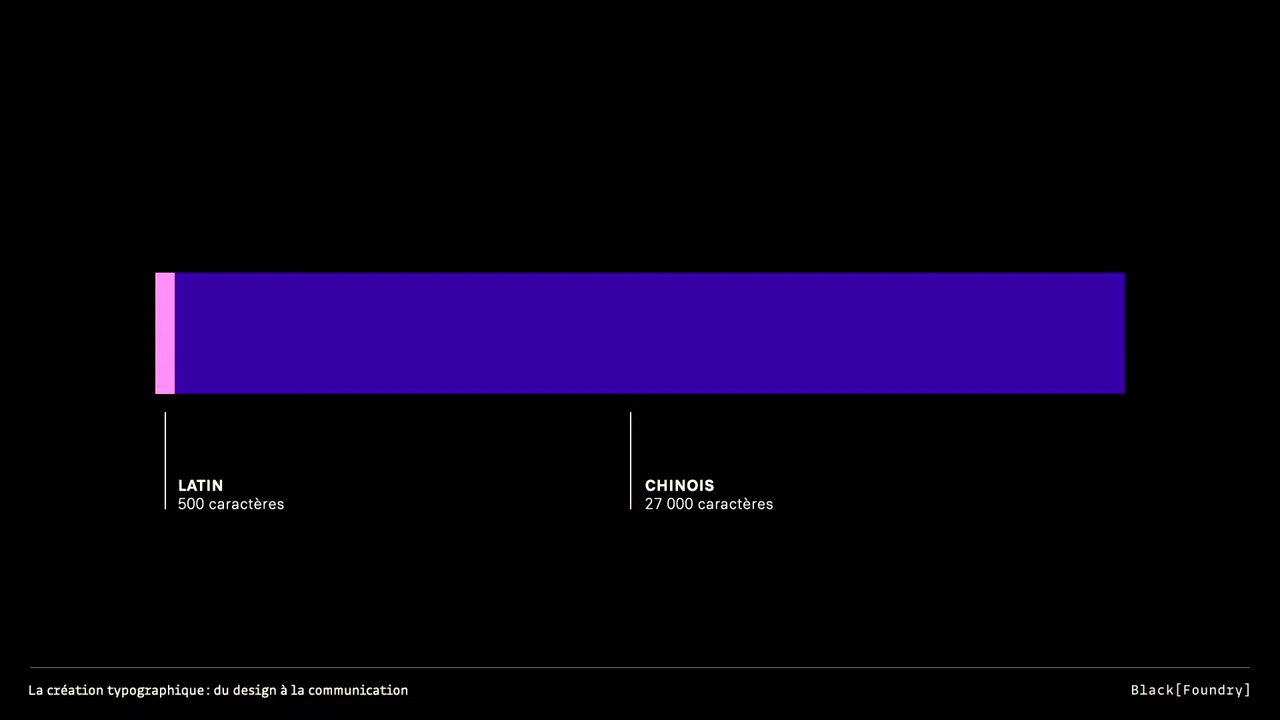 LATIN
500 caractères
CHINOIS
27 000 caractères
La création typographique : du design à la communication
Black[Foundry]